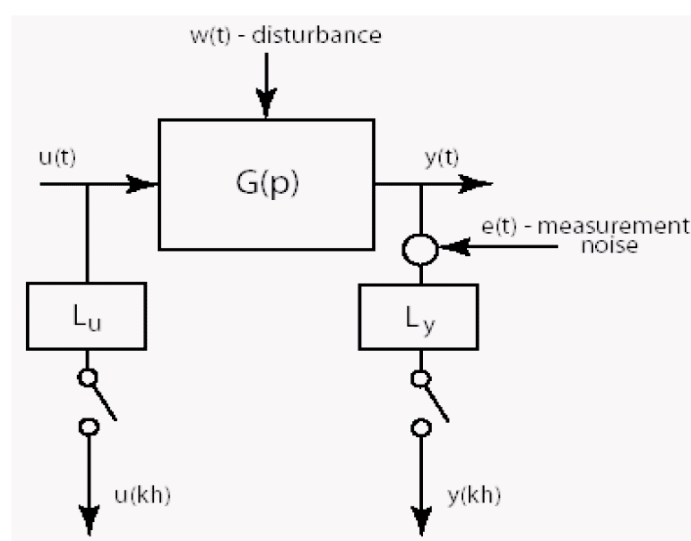 w(t) - disturbance
u(t)
G(p)
y(t)
e(t) - measurement
noise
Lu
Ly
u(kh)
y(kh)